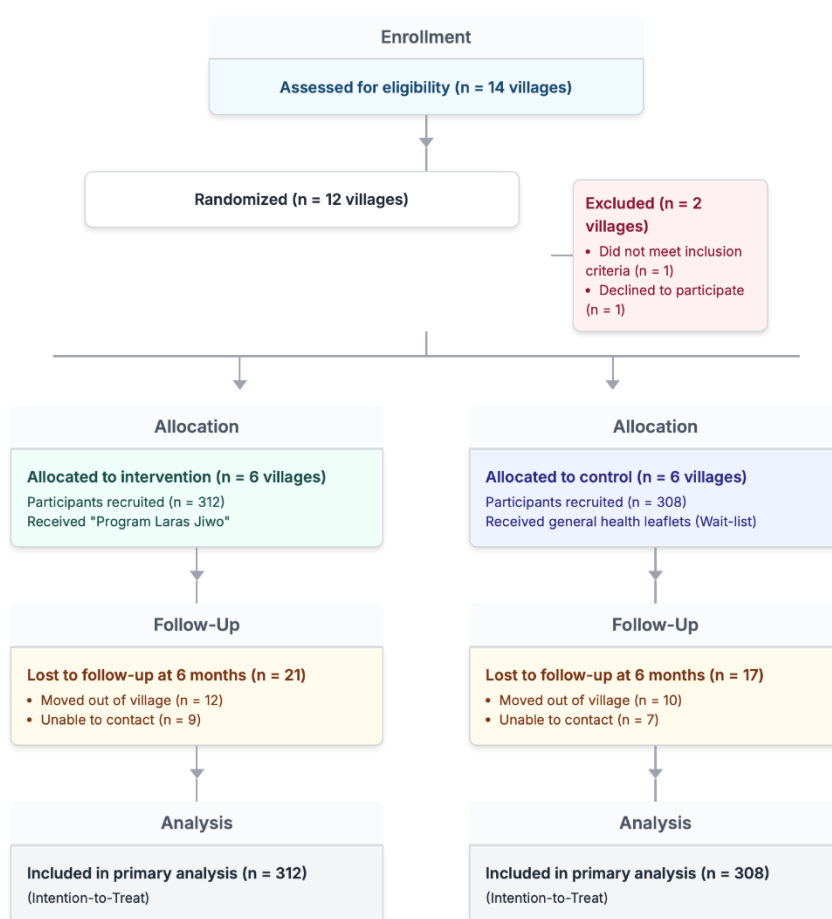 Enrollment
Assessed for eligibility (n = 14 villages)
Randomized (n = 12 villages)
Excluded (n = 2
villages)
• Did not meet inclusion
criteria (n = 1)
• Declined to participate
(n = 1)
Allocation
Allocated to intervention (n = 6 villages)
Participants recruited (n = 312)
Received "Program Laras Jiwo"
Allocation
Allocated to control (n = 6 villages)
Participants recruited (n = 308)
Received general health leaflets (Wait-list)
Follow-Up
Lost to follow-up at 6 months (n = 21)
• Moved out of village (n = 12)
• Unable to contact (n = 9)
Follow-Up
Lost to follow-up at 6 months (n = 17)
• Moved out of village (n = 10)
• Unable to contact (n = 7)
Analysis
Included in primary analysis (n = 312)
(Intention-to-Treat)
Analysis
Included in primary analysis (n = 308)
(Intention-to-Treat)